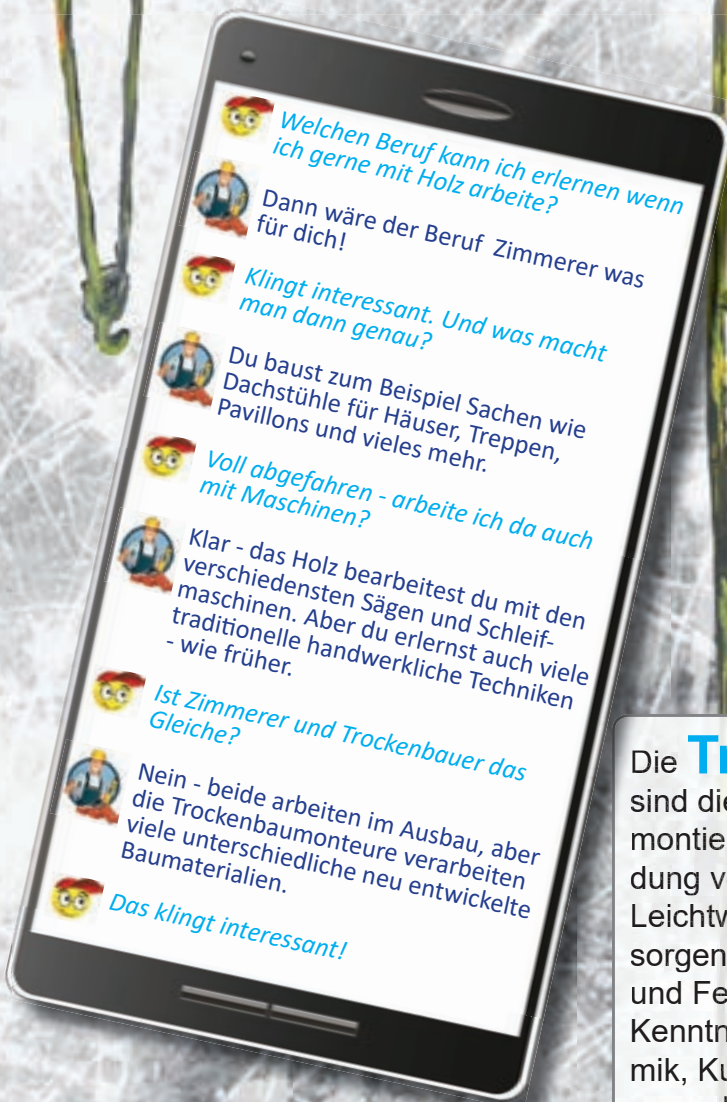 Welchen Beruf kann ich erlernen wenn
ich gerne mit Holz arbeite?
Dann wäre der Beruf  Zimmerer was
für dich!
Klingt interessant. Und was macht
man dann genau?
Du baust zum Beispiel Sachen wie
Dachstühle für Häuser, Treppen,
Pavillons und vieles mehr.
Voll abgefahren - arbeite ich da auch
mit Maschinen?
Klar - das Holz bearbeitest du mit den
verschiedensten Sägen und Schleif-
maschinen. Aber du erlernst auch viele
traditionelle handwerkliche Techniken
- wie früher.
Ist Zimmerer und Trockenbauer das
Gleiche?
Nein - beide arbeiten im Ausbau, aber
die Trockenbaumonteure verarbeiten
viele unterschiedliche neu entwickelte
Baumaterialien.
Das klingt interessant!
Die
sind die
montie
dung v
Leichtw
sorgen
und Fe
Kenntn
mik, Ku